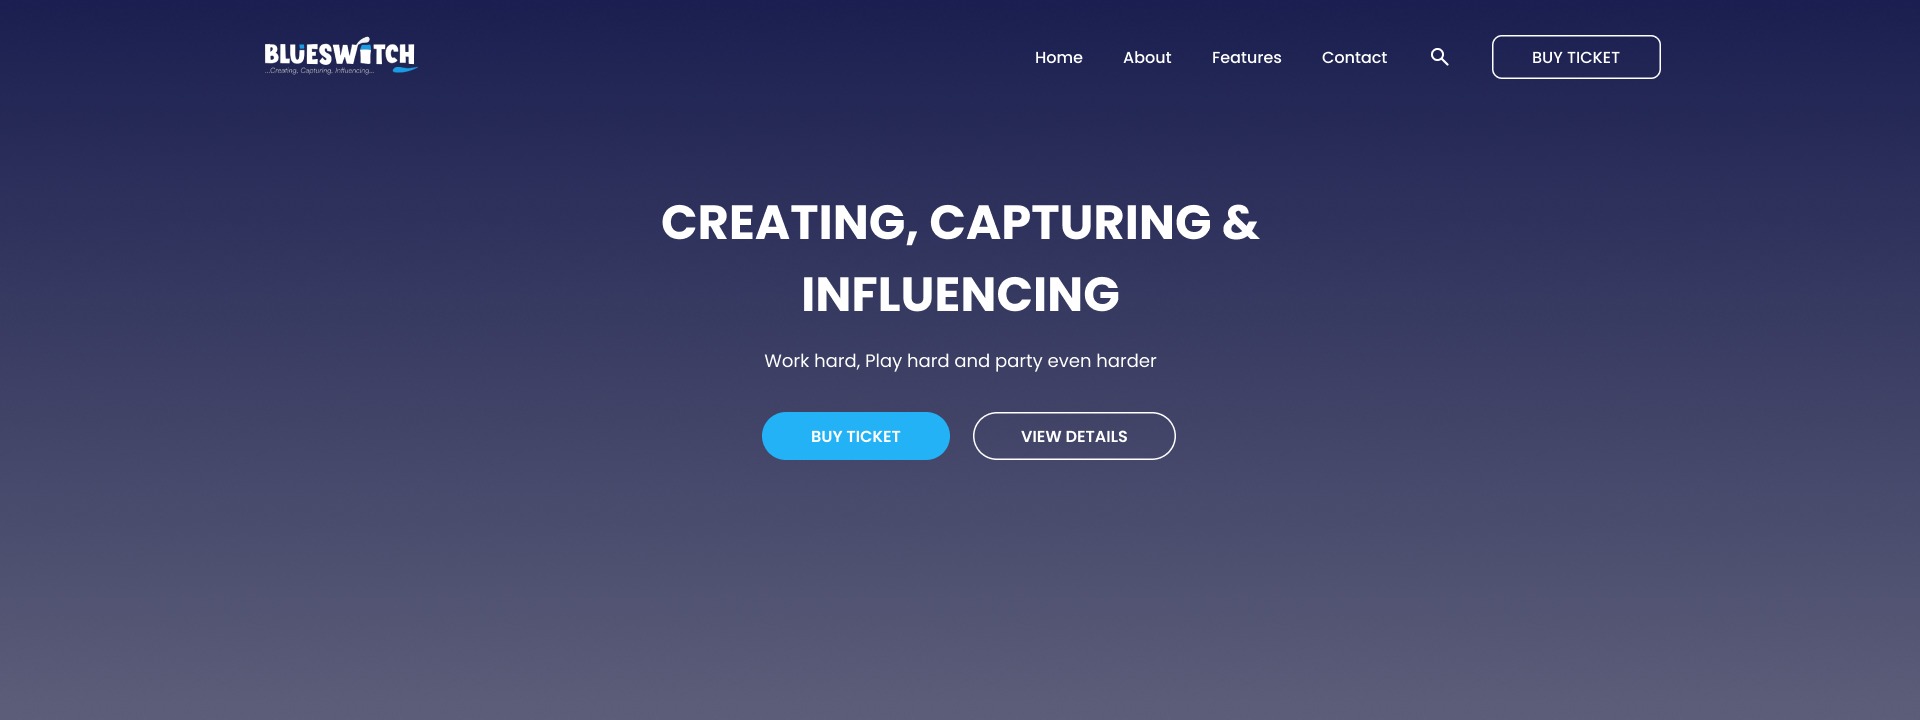 BLUESWITCH
...Creating, Capturing, Influencing...
Home
About
Features
Contact
BUY TICKET
CREATING, CAPTURING &
INFLUENCING
Work hard, Play hard and party even harder
BUY TICKET
VIEW DETAILS